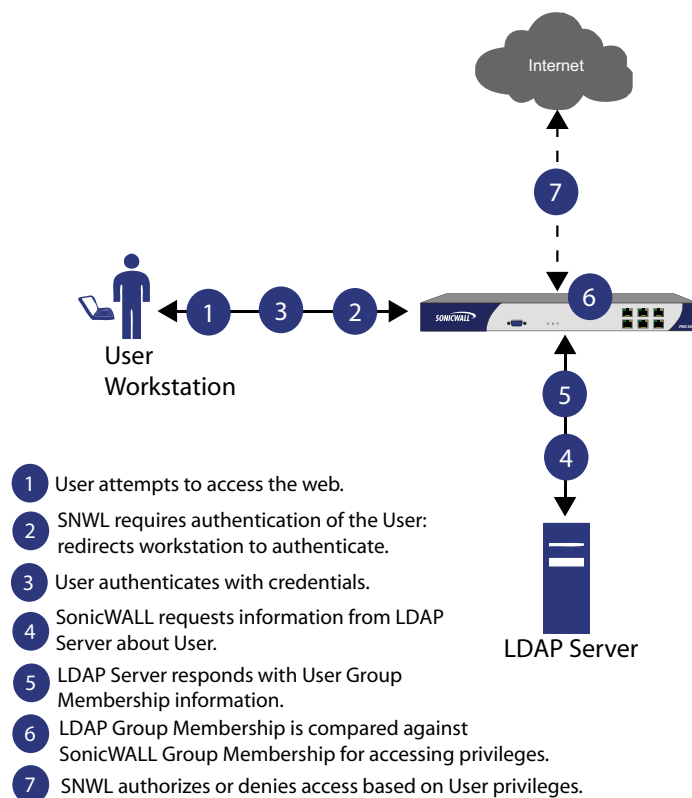 Internet
7
6
SONICWALL
1
3
2
User
Workstation
5
4
LDAP Server
1 User attempts to access the web.
2 SNWL requires authentication of the User:
redirects workstation to authenticate.
3 User authenticates with credentials.
4 SonicWALL requests information from LDAP
Server about User.
5 LDAP Server responds with User Group
Membership information.
6 LDAP Group Membership is compared against
SonicWALL Group Membership for accessing privileges.
7 SNWL authorizes or denies access based on User privileges.